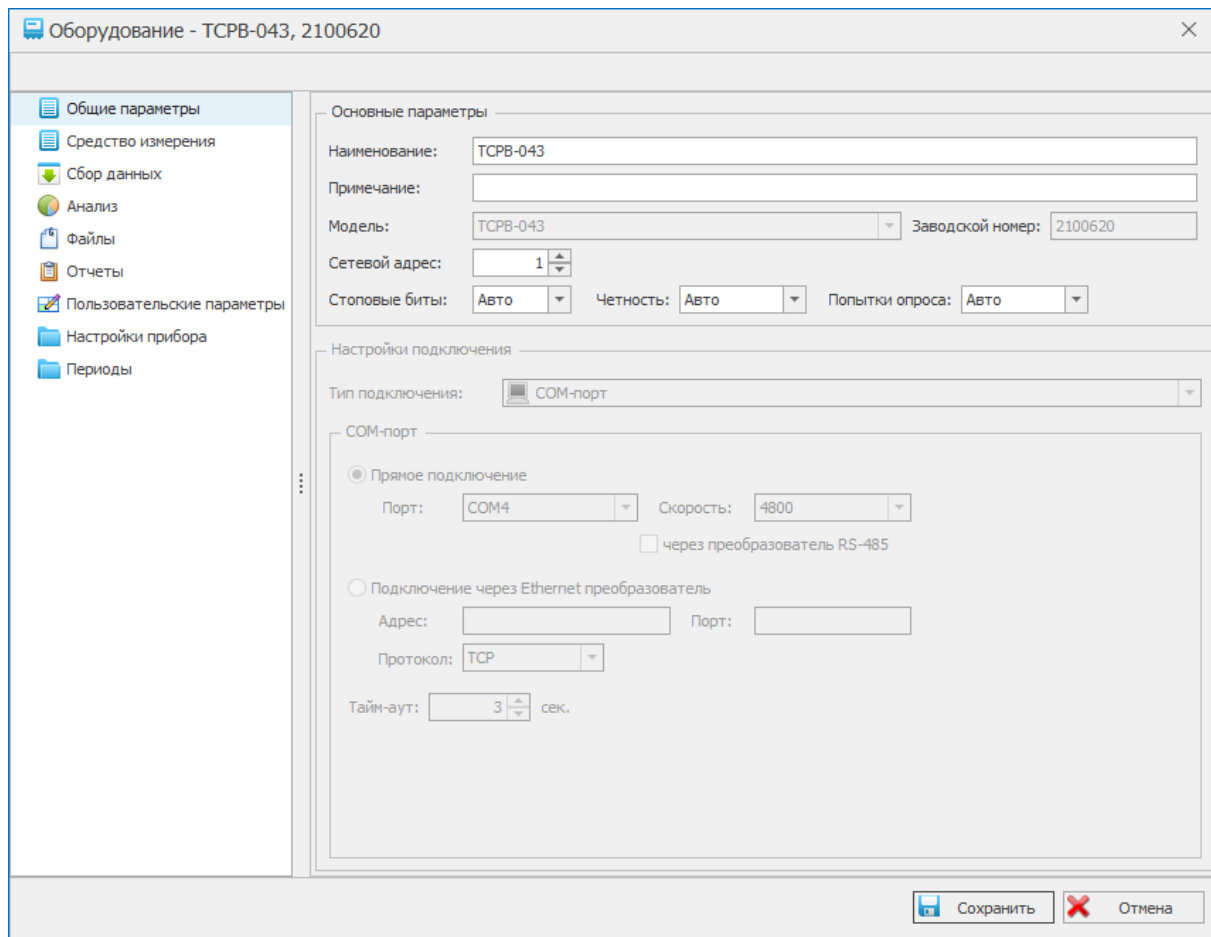 Оборудование - ТСРВ-043, 2100620
Общие параметры
Средство измерения
Сбор данных
Анализ
Файлы
Отчеты
Пользовательские параметры
Настройки прибора
Периоды
Основные параметры
Наименование: ТСРВ-043
Примечание:
Модель: ТСРВ-043 Заводской номер: 2100620
Сетевой адрес: 1
Стоповые биты: Авто Четность: Авто Попытки опроса: Авто
Настройки подключения
Тип подключения: COM-порт
COM-порт
Прямое подключение
Порт: COM4 Скорость: 4800
через преобразователь RS-485
Подключение через Ethernet преобразователь
Адрес: Порт:
Протокол: TCP
Тайм-аут: 3 сек.
Сохранить Отмена